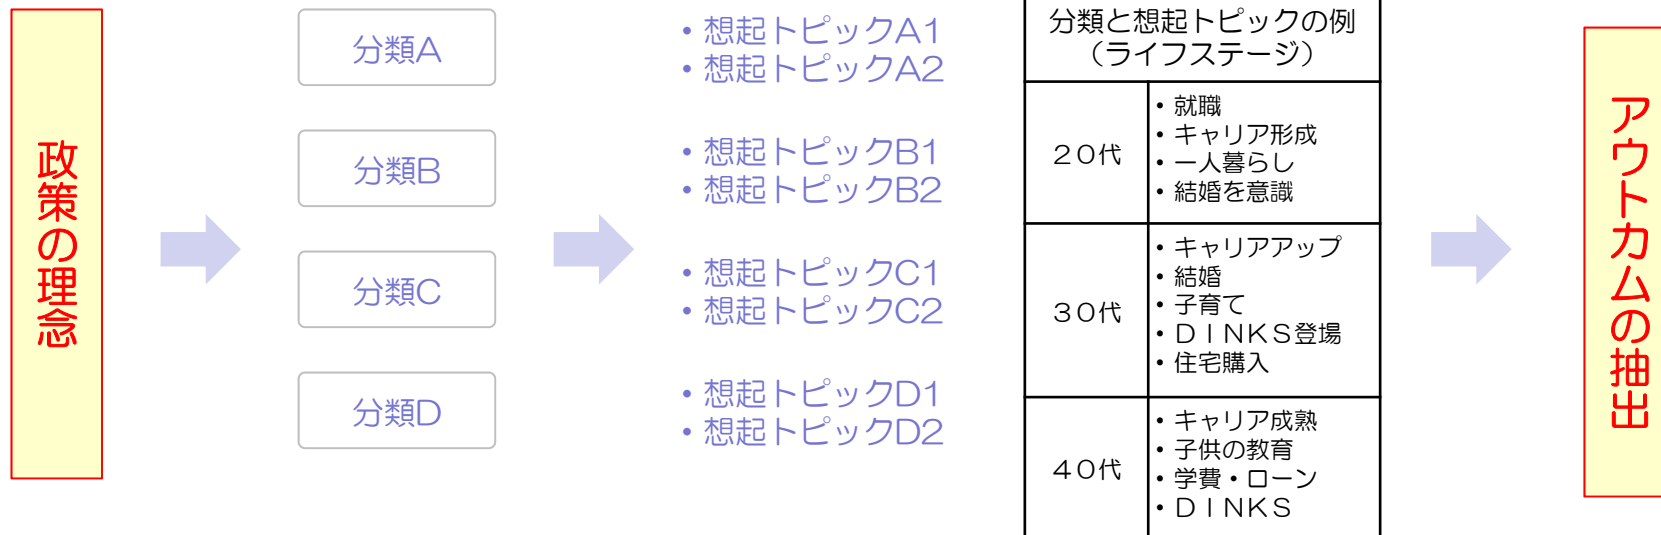 政策の理念
分類A
分類B
分類C
分類D
• 想起トピックA1
• 想起トピックA2
• 想起トピックB1
• 想起トピックB2
• 想起トピックC1
• 想起トピックC2
• 想起トピックD1
• 想起トピックD2
分類と想起トピックの例
（ライフステージ）
２０代
• 就職
• キャリア形成
• 一人暮らし
• 結婚を意識
３０代
• キャリアアップ
• 結婚
• 子育て
• ＤＩＮＫＳ登場
• 住宅購入
４０代
• キャリア成熟
• 子供の教育
• 学費・ローン
• ＤＩＮＫＳ
アウトカムの抽出